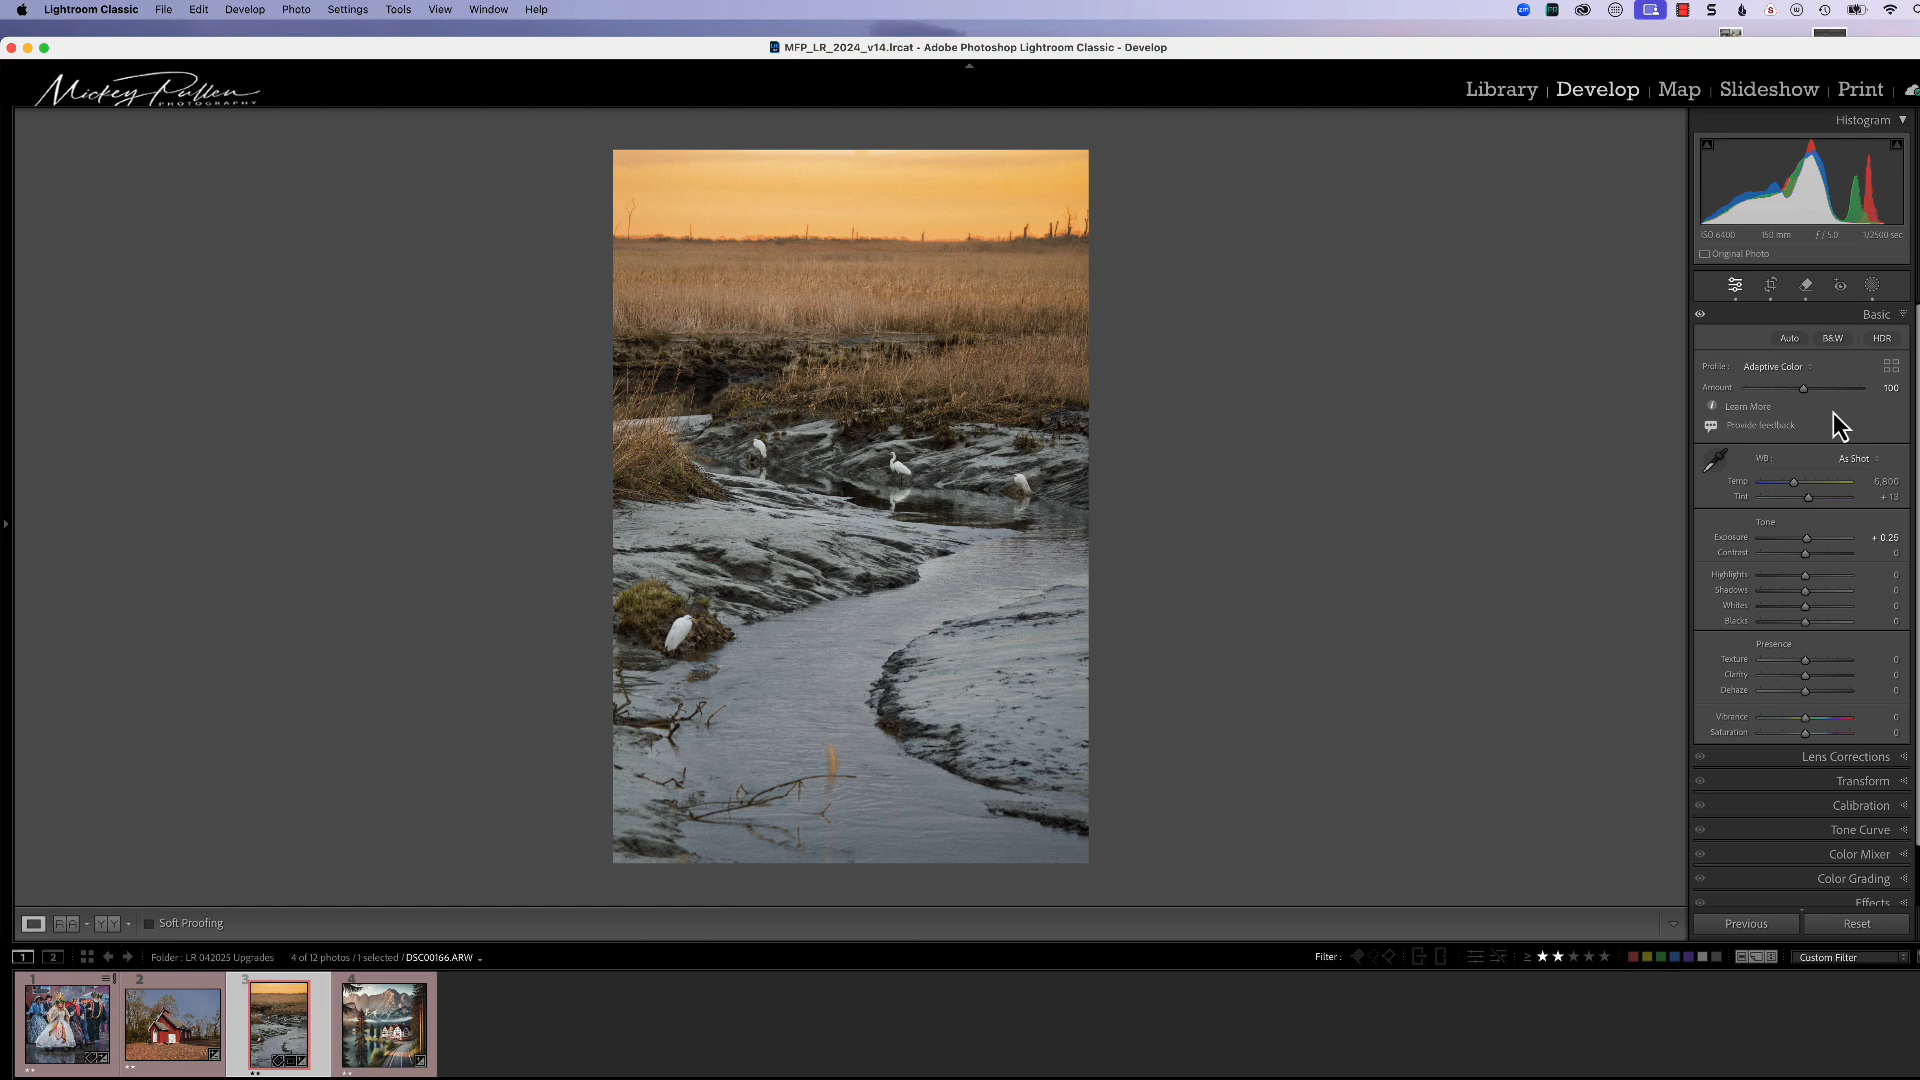 Lightroom Classic File Edit Develop Photo Settings Tools View Window Help
MFP_LR_2024_v14.lrcat - Adobe Photoshop Lightroom Classic - Develop
Mickey Pullen
PHOTOGRAPHY
Library | Develop | Map | Slideshow | Print |
Histogram
ISO 6400 150 mm f / 5.0 1/2500 sec
Original Photo
Basic
Auto B&W HDR
Profile : Adaptive Color
Amount 100
Learn More
Provide feedback
WB : As Shot
Temp 5,800
Tint + 13
Tone
Exposure + 0.25
Contrast 0
Highlights 0
Shadows 0
Whites 0
Blacks 0
Presence
Texture 0
Clarity 0
Dehaze 0
Vibrance 0
Saturation 0
Lens Corrections
Transform
Calibration
Tone Curve
Color Mixer
Color Grading
Effects
Previous Reset
R A Y Y Soft Proofing
1 2 Folder : LR 042025 Upgrades 4 of 12 photos / 1 selected / DSC00166.ARW Filter : ≥ ★★★★★ Custom Filter
1 2 3 4